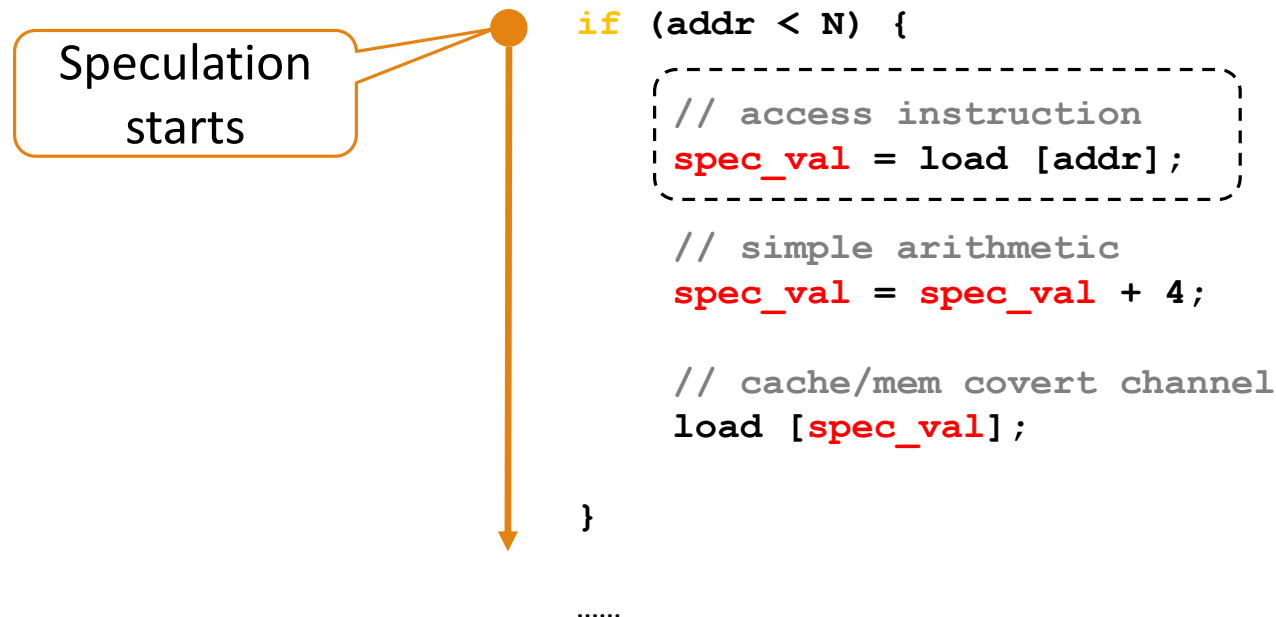 Speculation
starts
if (addr < N) {
// access instruction
spec_val = load [addr];
// simple arithmetic
spec_val = spec_val + 4;
// cache/mem covert channel
load [spec_val];
}
……